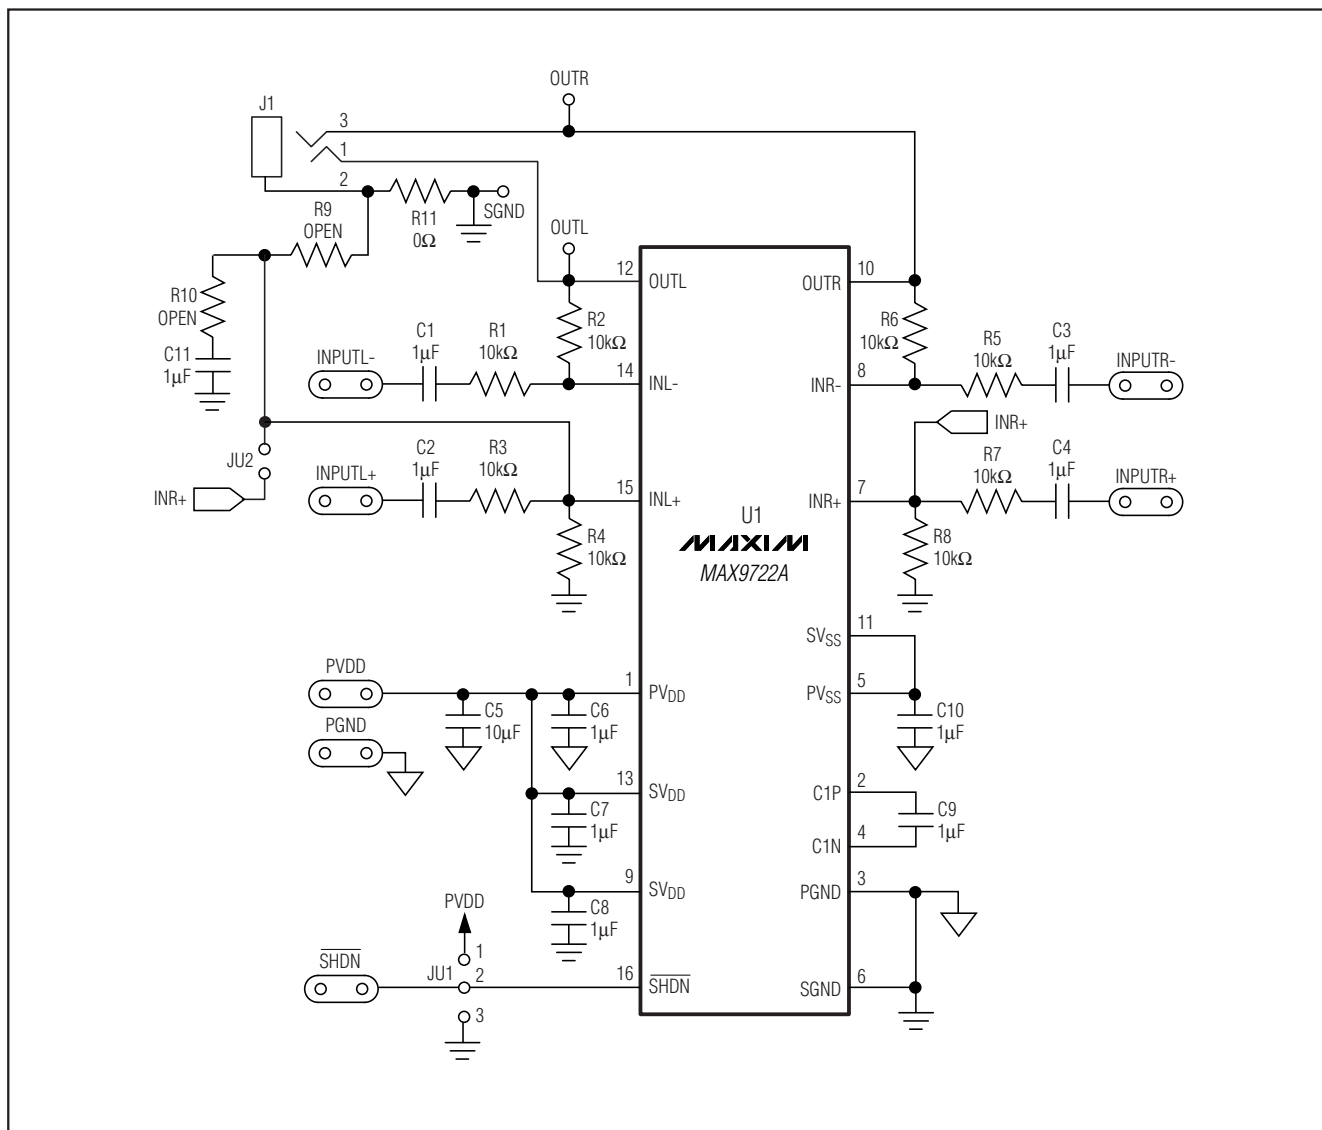 OUTR
J1
3
1
2
R9
OPEN
R11
0Ω
SGND
OUTL
12
OUTL
10
OUTR
R10
OPEN
C11
1µF
R2
10kΩ
R6
10kΩ
INPUTL-
C1
1µF
R1
10kΩ
14
INL-
8
INR-
R5
10kΩ
C3
1µF
INPUTR-
INR+
JU2
INR+
INPUTL+
C2
1µF
R3
10kΩ
15
INL+
7
INR+
R7
10kΩ
C4
1µF
INPUTR+
R4
10kΩ
R8
10kΩ
U1
MAXIM
MAX9722A
11
SVSS
5
PVSS
C10
1µF
PVDD
PGND
1
PVDD
C5
10µF
C6
1µF
13
SVDD
C7
1µF
2
C1P
4
C1N
C9
1µF
9
SVDD
C8
1µF
3
PGND
PVDD
1
JU1
2
3
SHDN
16
SHDN
6
SGND